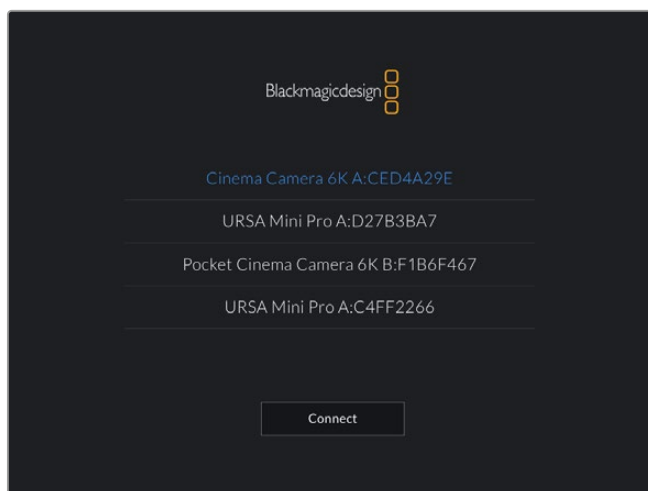 Blackmagicdesign
Cinema Camera 6K A:CED4A29E
URSA Mini Pro A:D27B3BA7
Pocket Cinema Camera 6K B:F1B6F467
URSA Mini Pro A:C4FF2266
Connect